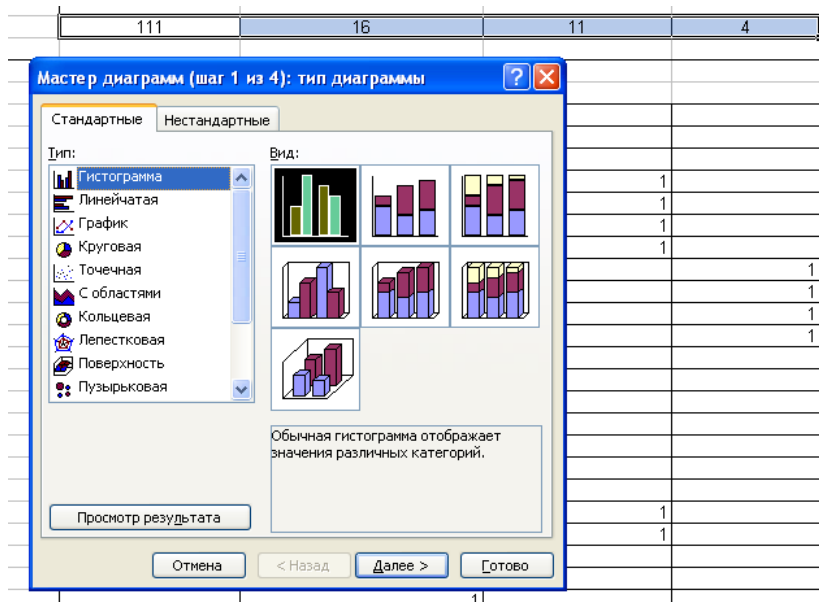 111 16 11 4
Мастер диаграмм (шаг 1 из 4): тип диаграммы
Стандартные Нестандартные
Тип: Вид:
Гистограмма
Линейчатая
График
Круговая
Точечная
С областями
Кольцевая
Лепестковая
Поверхность
Пузырьковая
Обычная гистограмма отображает
значения различных категорий.
Просмотр результата
Отмена < Назад Далее > Готово
1
1
1
1
1
1
1
1
1
1
1